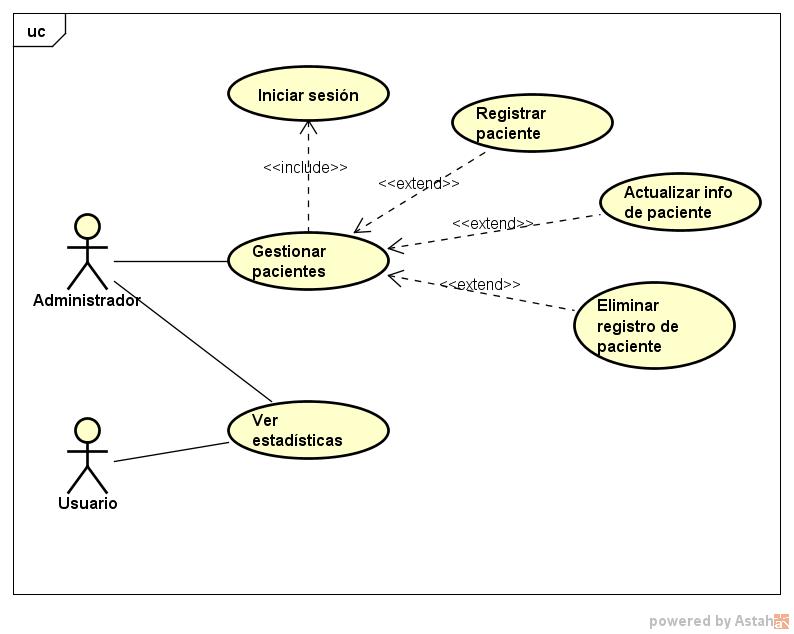 uc
Iniciar sesión
Registrar
paciente
<<include>>
<<extend>>
Actualizar info
de paciente
<<extend>>
Gestionar
pacientes
<<extend>>
Administrador
Eliminar
registro de
paciente
Ver
estadísticas
Usuario
powered by Astah